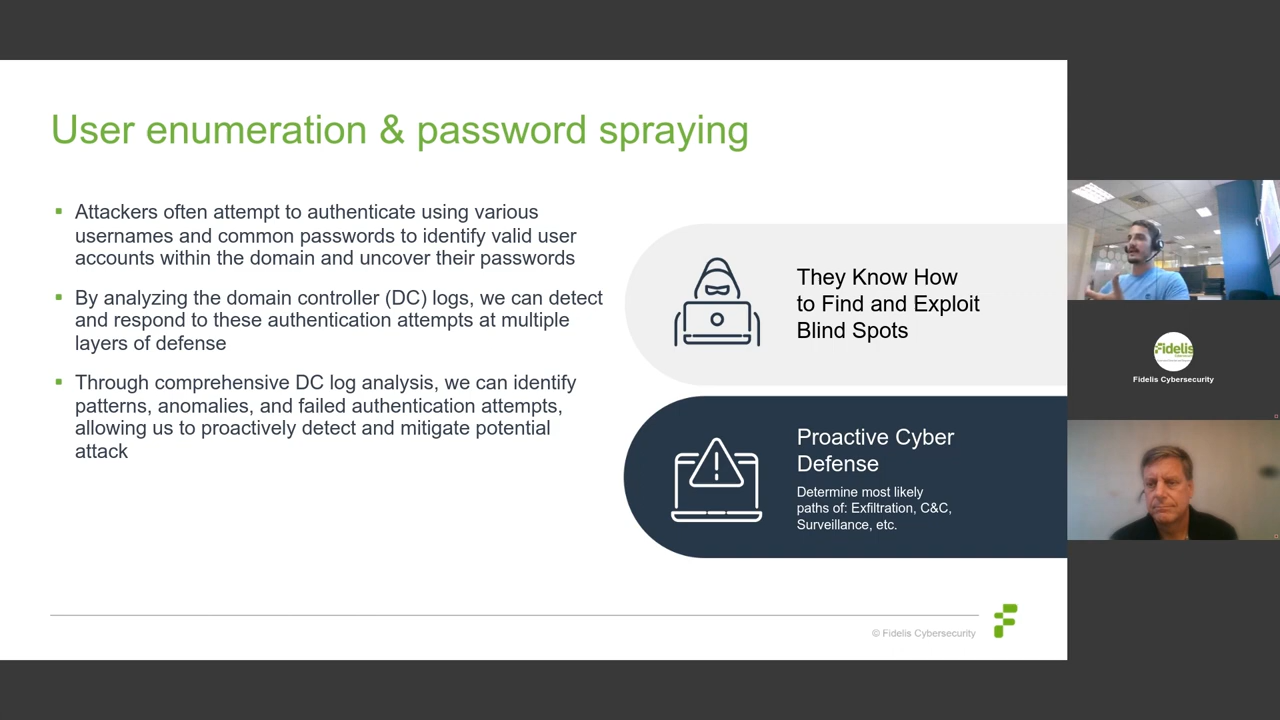 User enumeration & password spraying
Attackers often attempt to authenticate using various
usernames and common passwords to identify valid user
accounts within the domain and uncover their passwords
By analyzing the domain controller (DC) logs, we can detect
and respond to these authentication attempts at multiple
layers of defense
Through comprehensive DC log analysis, we can identify
patterns, anomalies, and failed authentication attempts,
allowing us to proactively detect and mitigate potential
attack
They Know How
to Find and Exploit
Blind Spots
Proactive Cyber
Defense
Determine most likely
paths of: Exfiltration, C&C,
Surveillance, etc.
© Fidelis Cybersecurity
Fidelis
Fidelis Cybersecurity